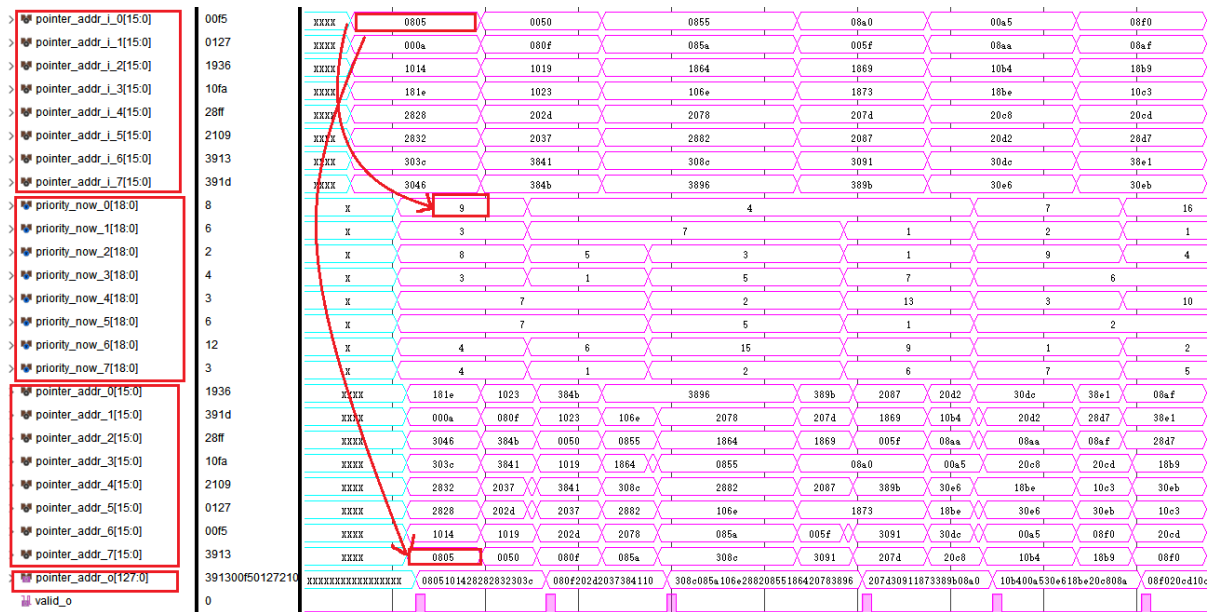 pointer_addr_i_0[15:0] 00f5 XXXX 0805 0050 0855 08a0 00a5 08f0
pointer_addr_i_1[15:0] 0127 XXXX 000a 080f 085a 005f 08aa 08af
pointer_addr_i_2[15:0] 1936 XXXX 1014 1019 1864 1869 10b4 18b9
pointer_addr_i_3[15:0] 10fa XXXX 181e 1023 106e 1873 18be 10c3
pointer_addr_i_4[15:0] 28ff XXXX 2828 202d 2078 207d 20c8 20cd
pointer_addr_i_5[15:0] 2109 XXXX 2832 2037 2882 2087 20d2 28d7
pointer_addr_i_6[15:0] 3913 XXXX 303c 3841 308c 3091 30dc 38e1
pointer_addr_i_7[15:0] 391d XXXX 3046 384b 3896 389b 30e6 30eb
priority_now_0[18:0] 8 X 9 4 7 16
priority_now_1[18:0] 6 X 3 7 1 2 1
priority_now_2[18:0] 2 X 8 5 3 1 9 4
priority_now_3[18:0] 4 X 3 1 5 7 6
priority_now_4[18:0] 3 X 7 2 13 3 10
priority_now_5[18:0] 6 X 7 5 1 2
priority_now_6[18:0] 12 X 4 6 15 9 1 2
priority_now_7[18:0] 3 X 4 1 2 6 7 5
pointer_addr_0[15:0] 1936 XXXX 181e 1023 384b 3896 389b 2087 20d2 30dc 38e1 08af
pointer_addr_1[15:0] 391d XXXX 000a 080f 1023 106e 2078 207d 1869 10b4 20d2 28d7 38e1
pointer_addr_2[15:0] 28ff XXXX 3046 384b 0050 0855 1864 1869 005f 08aa 08aa 08af 28d7
pointer_addr_3[15:0] 10fa XXXX 303c 3841 1019 1864 0855 08a0 00a5 20c8 20cd 18b9
pointer_addr_4[15:0] 2109 XXXX 2832 2037 3841 308c 2882 2087 389b 30e6 18be 10c3 30eb
pointer_addr_5[15:0] 0127 XXXX 2828 202d 2037 2882 106e 1873 18be 30e6 30eb 10c3
pointer_addr_6[15:0] 00f5 XXXX 1014 1019 202d 2078 085a 005f 3091 30dc 00a5 08f0 20cd
pointer_addr_7[15:0] 3913 XXXX 0805 0050 080f 085a 308c 3091 207d 20c8 10b4 18b9 08f0
pointer_addr_o[127:0] 391300f50127210 XXXXXXXXXXXXXXXXX 0805101428282832303c 080f202d2037384110 308c085a106e28820855186420783896 207d30911873389b08a0 10b400a530e618be20c808a
valid_o 0